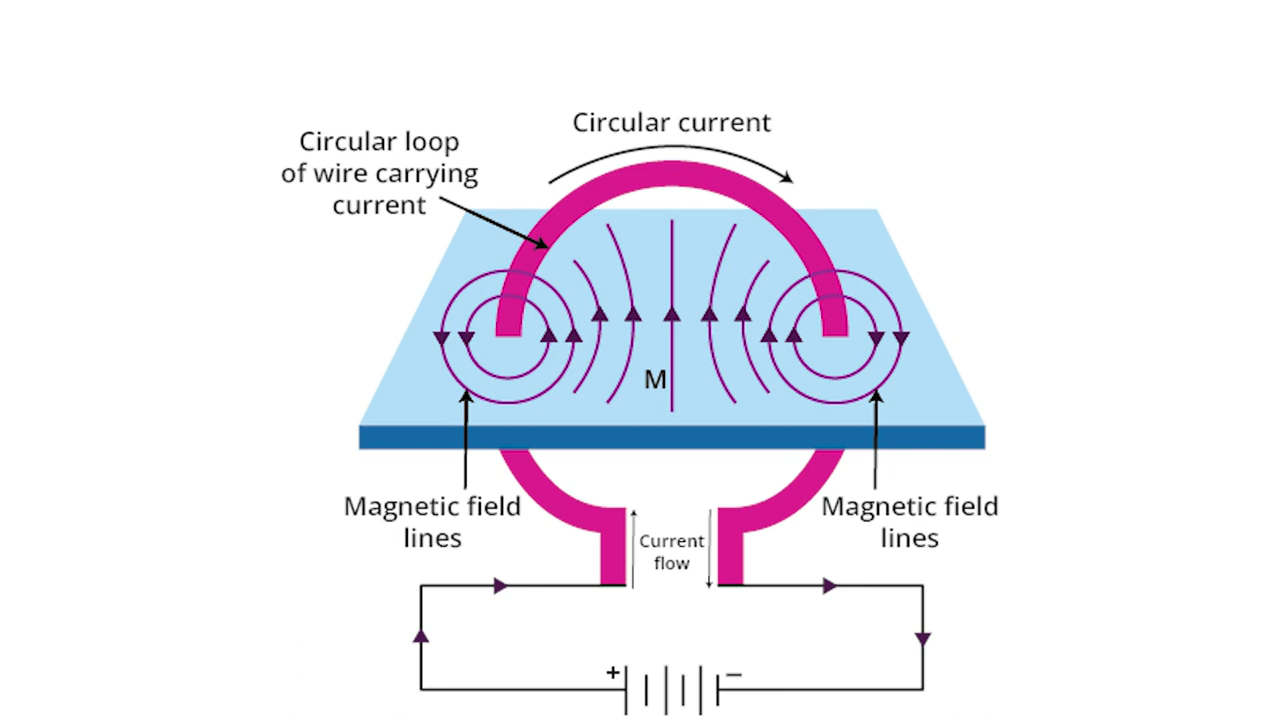 Circular current
Circular loop
of wire carrying
current
M
Magnetic field
lines
Magnetic field
lines
Current
flow
+
−